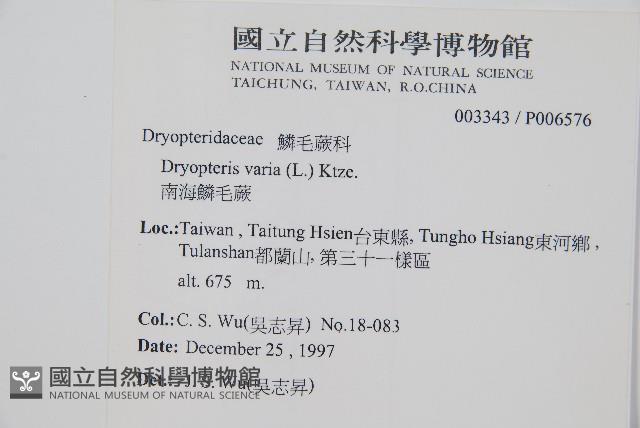 國立自然科學博物館
NATIONAL MUSEUM OF NATURAL SCIENCE
TAICHUNG, TAIWAN, R.O.CHINA
003343 / P006576
Dryopteridaceae 鱗毛蕨科
Dryopteris varia (L.) Ktze.
南海鱗毛蕨
Loc.:Taiwan , Taitung Hsien台東縣, Tungho Hsiang東河鄉 ,
Tulanshan都蘭山, 第三十一樣區
alt. 675 m.
Col.:C. S. Wu(吳志昇) No.18-083
Date: December 25 , 1997
Det.: S. Wu(吳志昇)
國立自然科學博物館
NATIONAL MUSEUM OF NATURAL SCIENCE